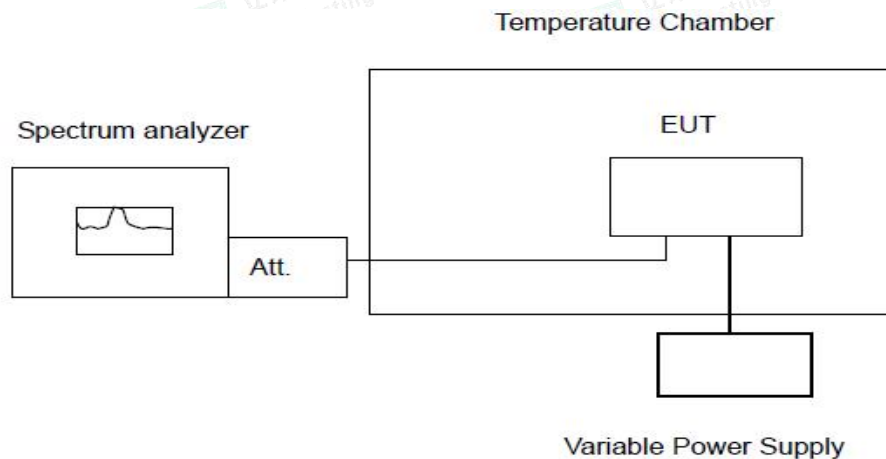 Temperature Chamber
EUT
Spectrum analyzer
Att.
Variable Power Supply